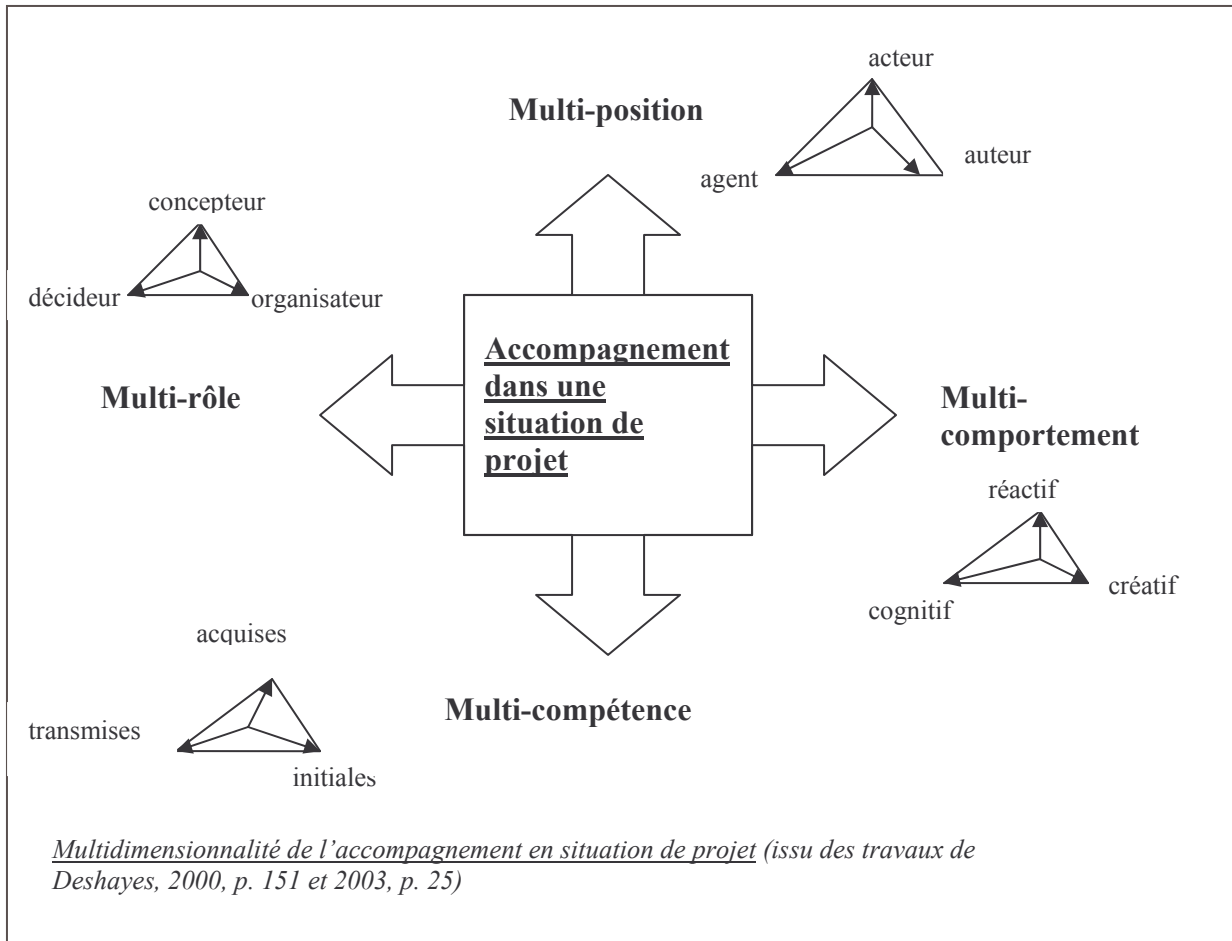 acteur
Multi-position
auteur
agent
concepteur
décideur
organisateur
Accompagnement
dans une
situation de
projet
Multi-rôle
Multi-
comportement
réactif
créatif
cognitif
acquises
Multi-compétence
transmises
initiales
Multidimensionnalité de l’accompagnement en situation de projet (issu des travaux de
Deshayes, 2000, p. 151 et 2003, p. 25)